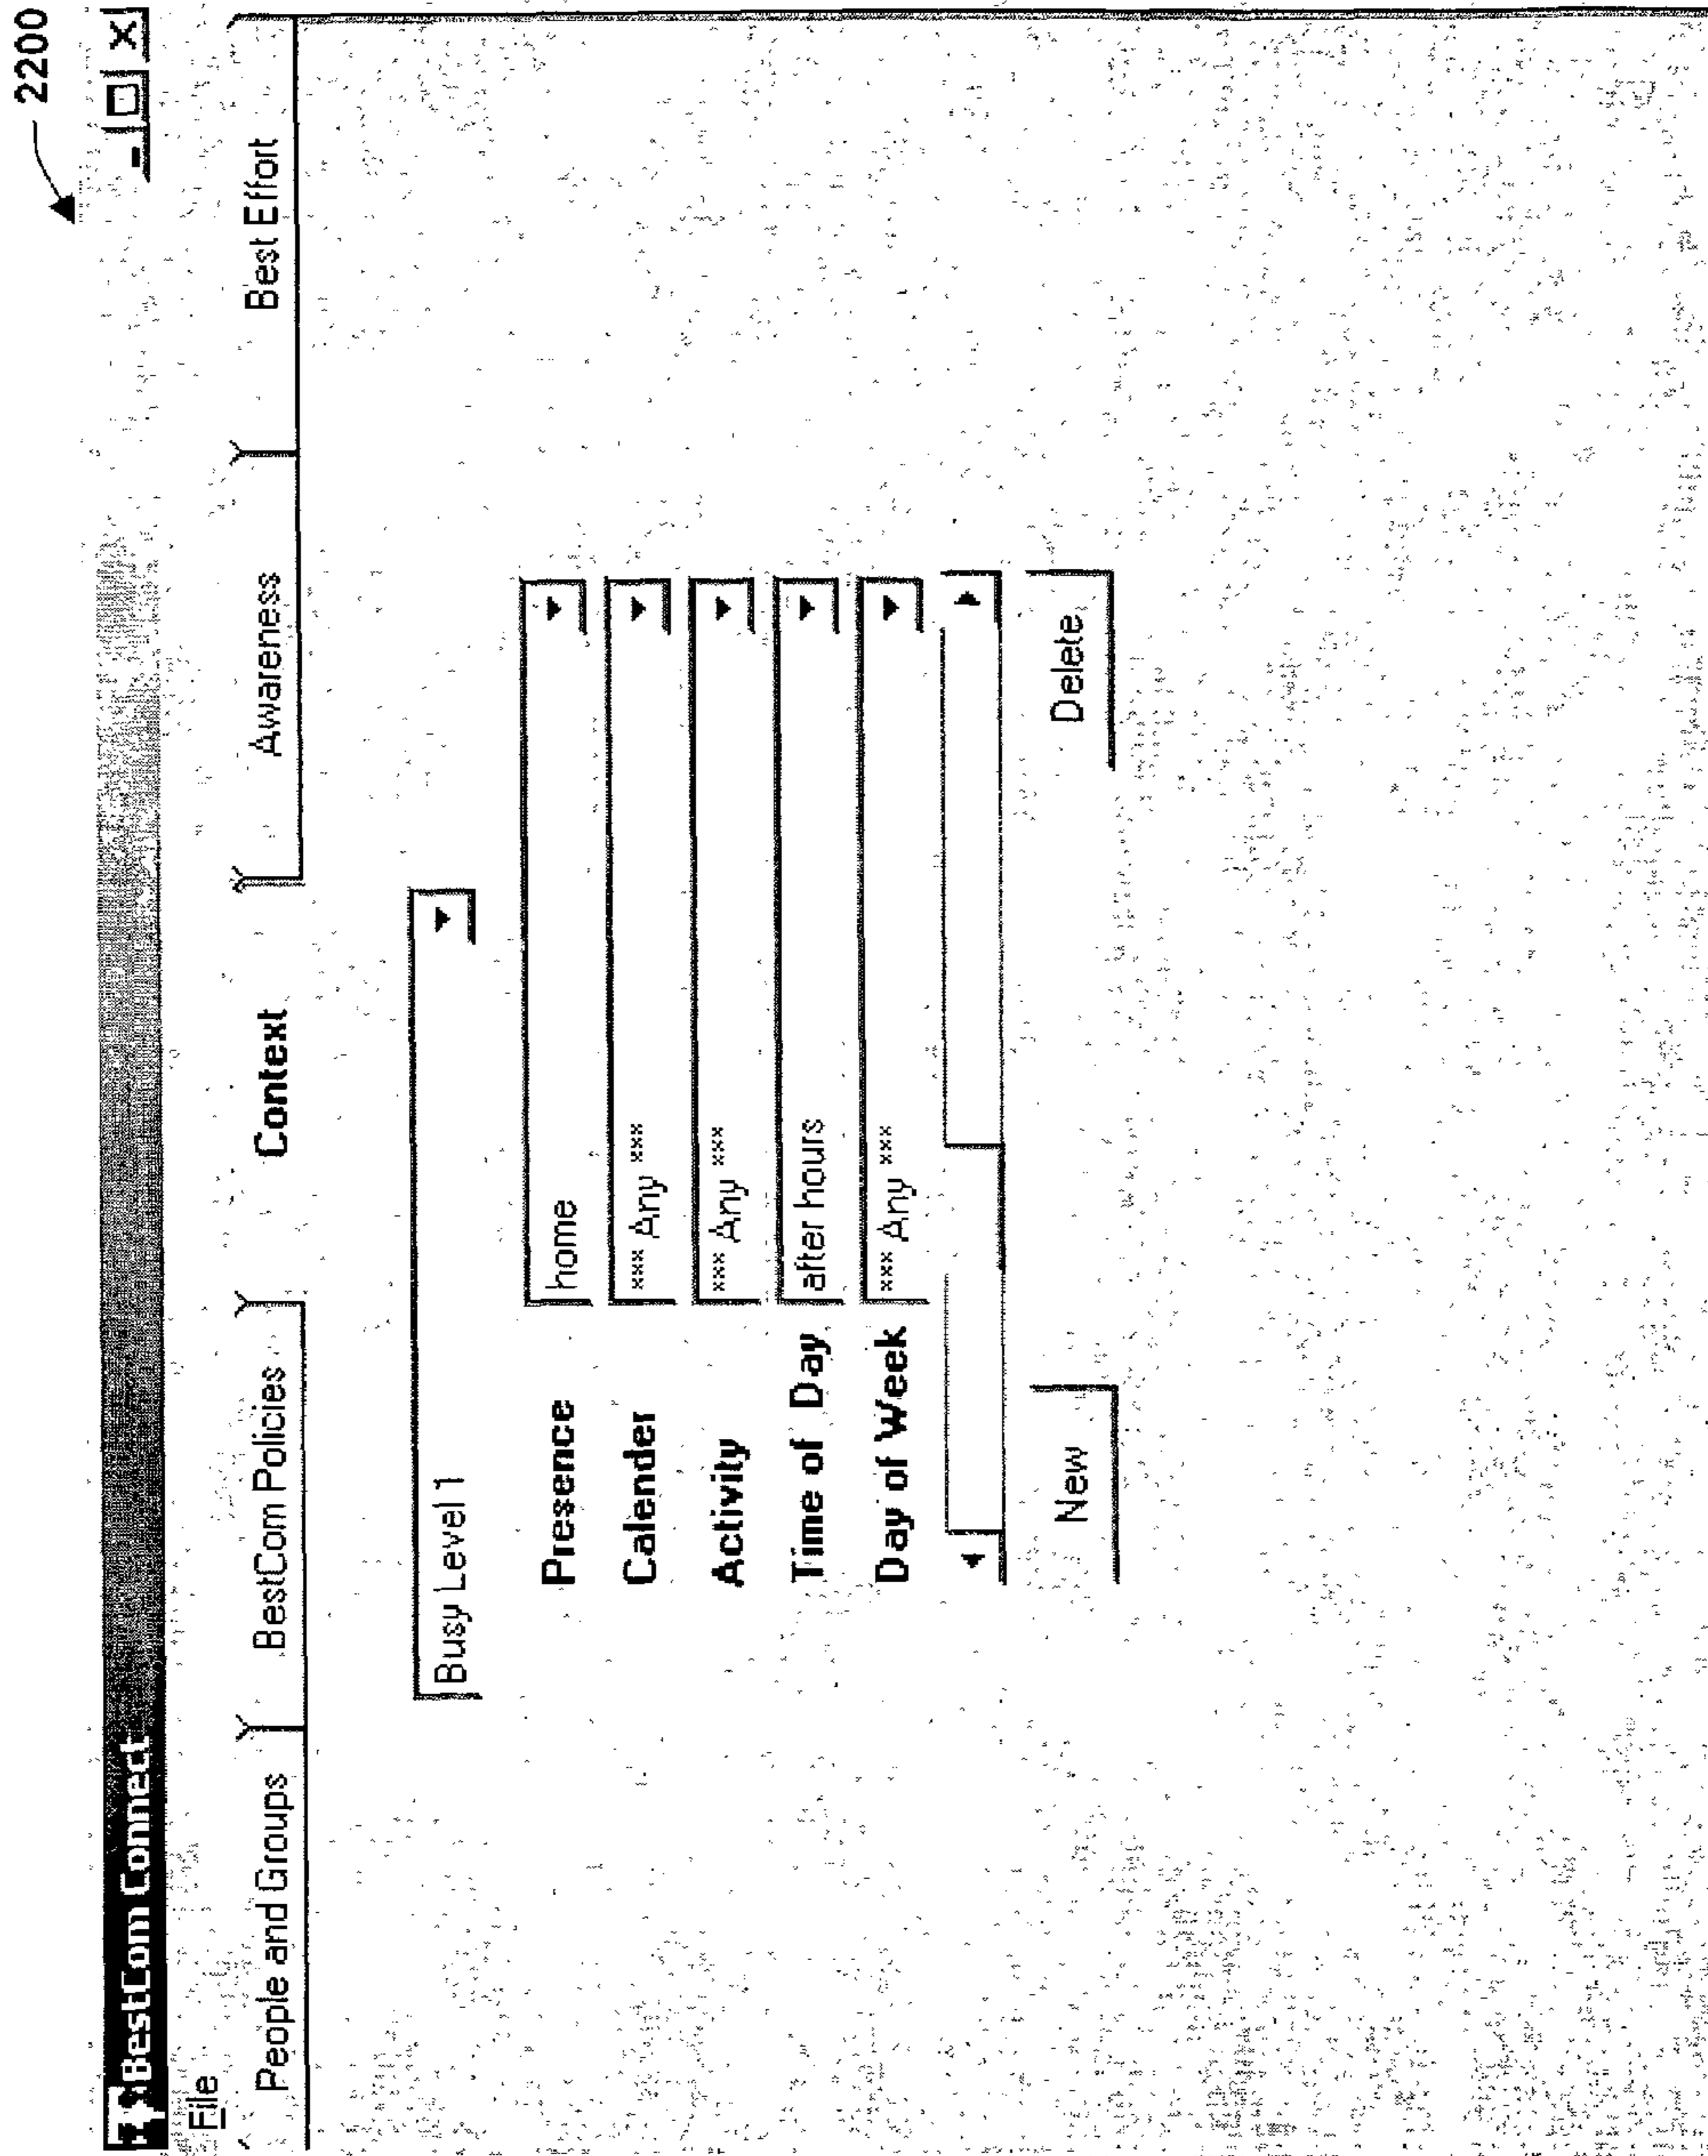 2200
BestCom Connect
File
People and Groups BestCom Policies Context Awareness Best Effort
Busy Level 1
Presence home
Calender *** Any ***
Activity *** Any ***
Time of Day after hours
Day of Week *** Any ***
New Delete